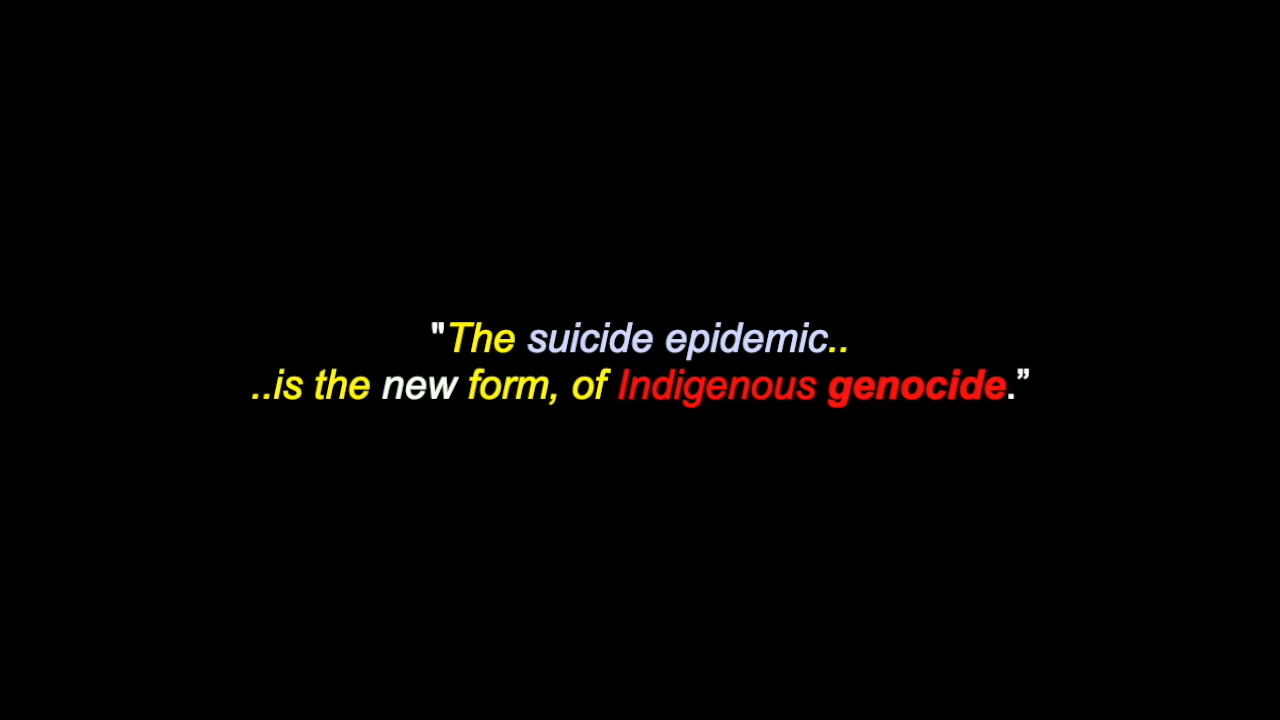 "The suicide epidemic..
..is the new form, of Indigenous genocide.”